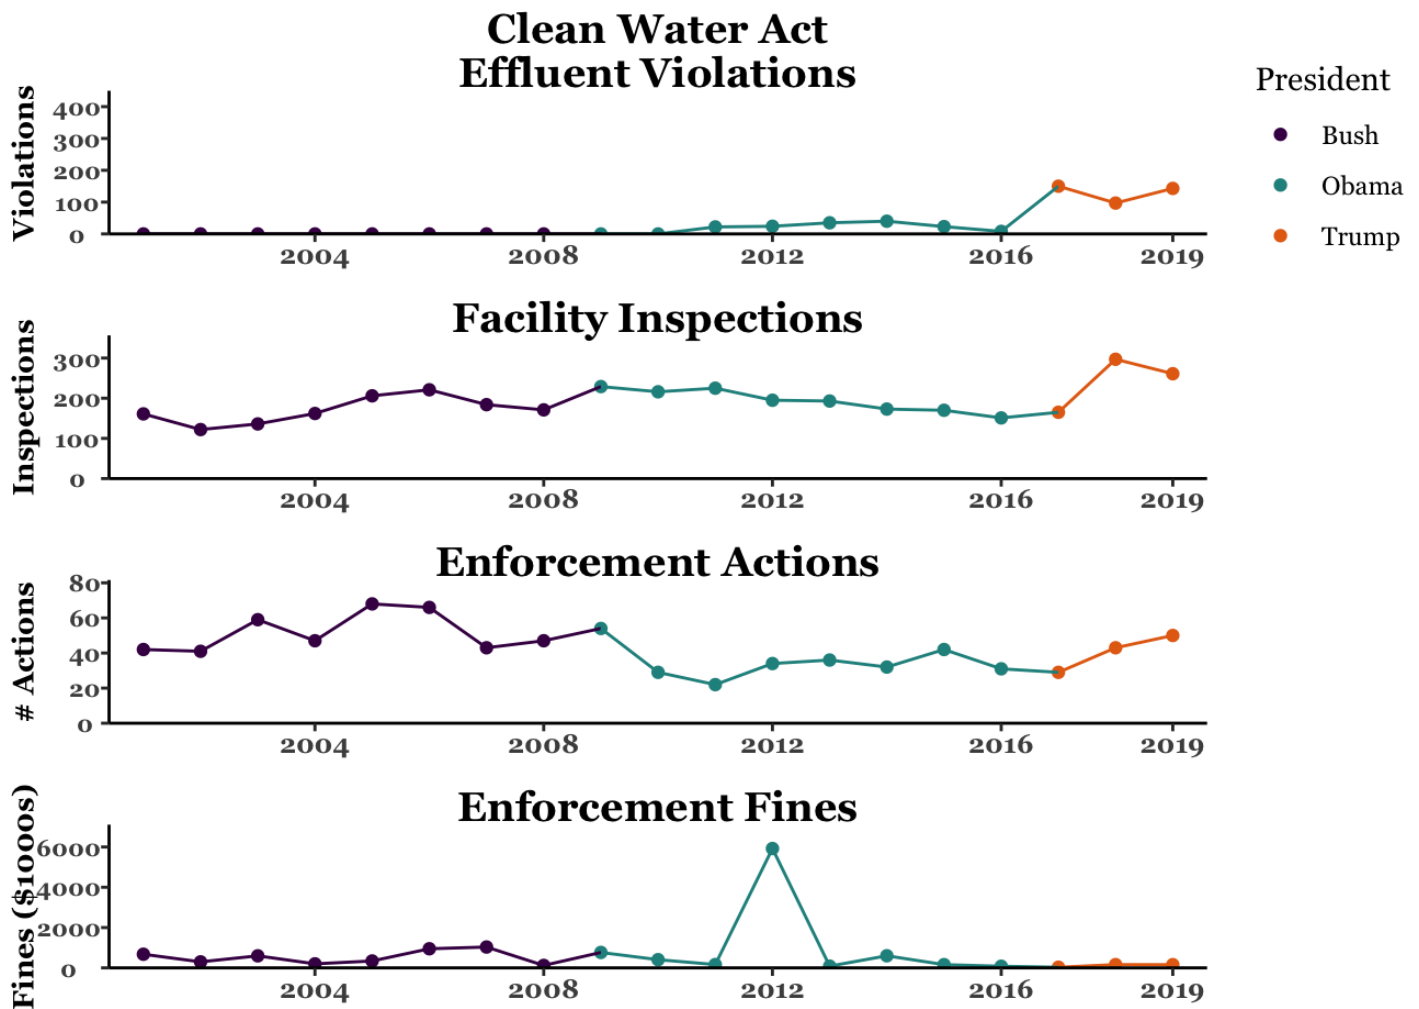 Clean Water Act
Effluent Violations
Violations
400
300
200
100
0
2004 2008 2012 2016 2019
President
Bush
Obama
Trump
Facility Inspections
Inspections
300
200
100
0
2004 2008 2012 2016 2019
Enforcement Actions
# Actions
80
60
40
20
0
2004 2008 2012 2016 2019
Enforcement Fines
Fines ($1000s)
6000
4000
2000
0
2004 2008 2012 2016 2019